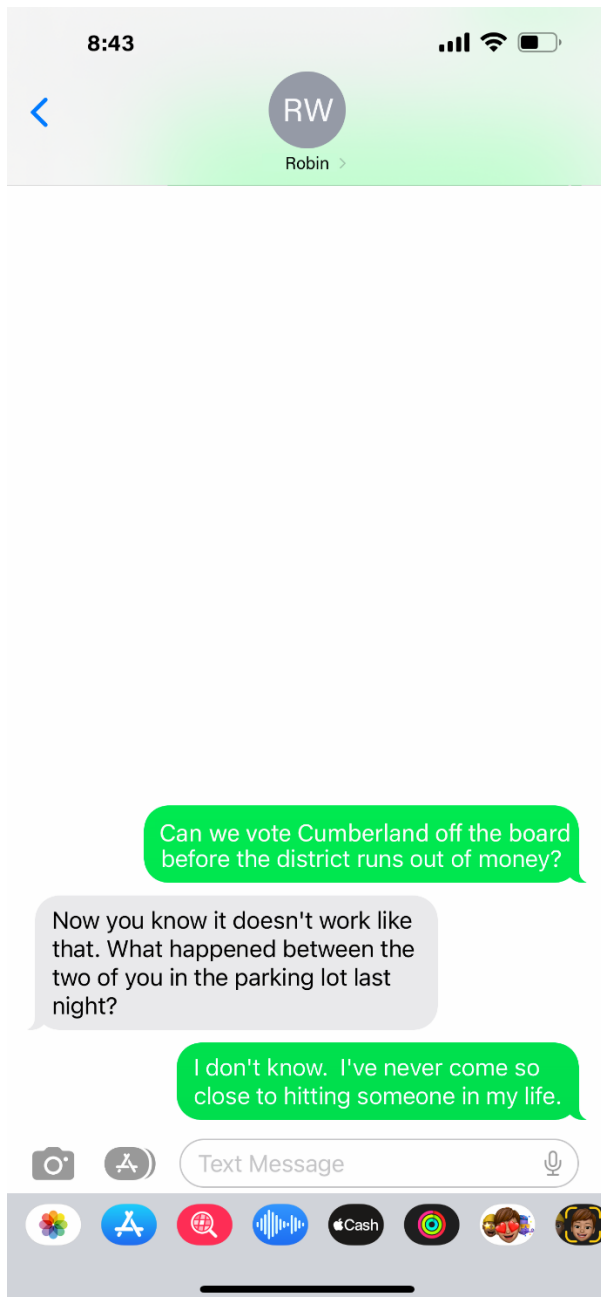 8:43
RW
Robin
Can we vote Cumberland off the board
before the district runs out of money?
Now you know it doesn't work like
that. What happened between the
two of you in the parking lot last
night?
I don't know.  I've never come so
close to hitting someone in my life.
Text Message
Cash